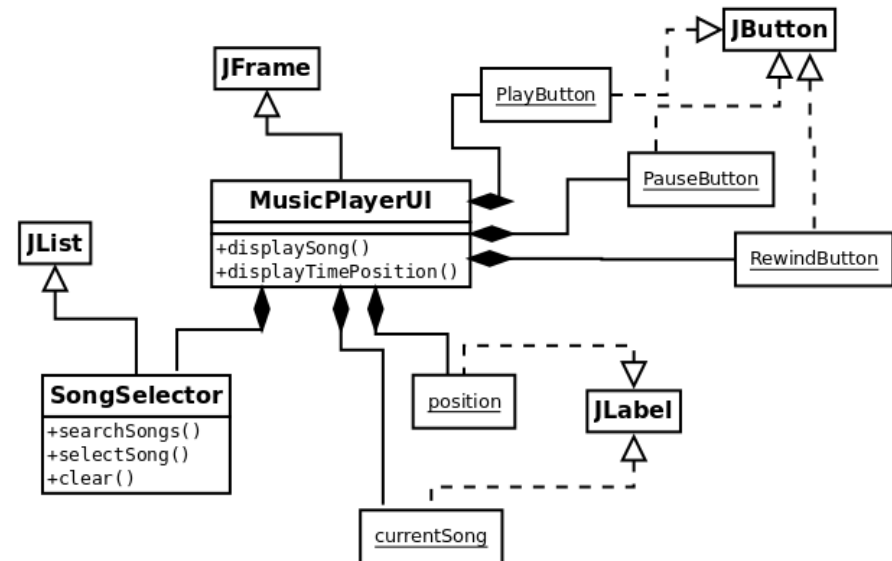 JButton
JFrame
PlayButton
PauseButton
MusicPlayerUI
+displaySong()
+displayTimePosition()
JList
RewindButton
SongSelector
+searchSongs()
+selectSong()
+clear()
position
JLabel
currentSong